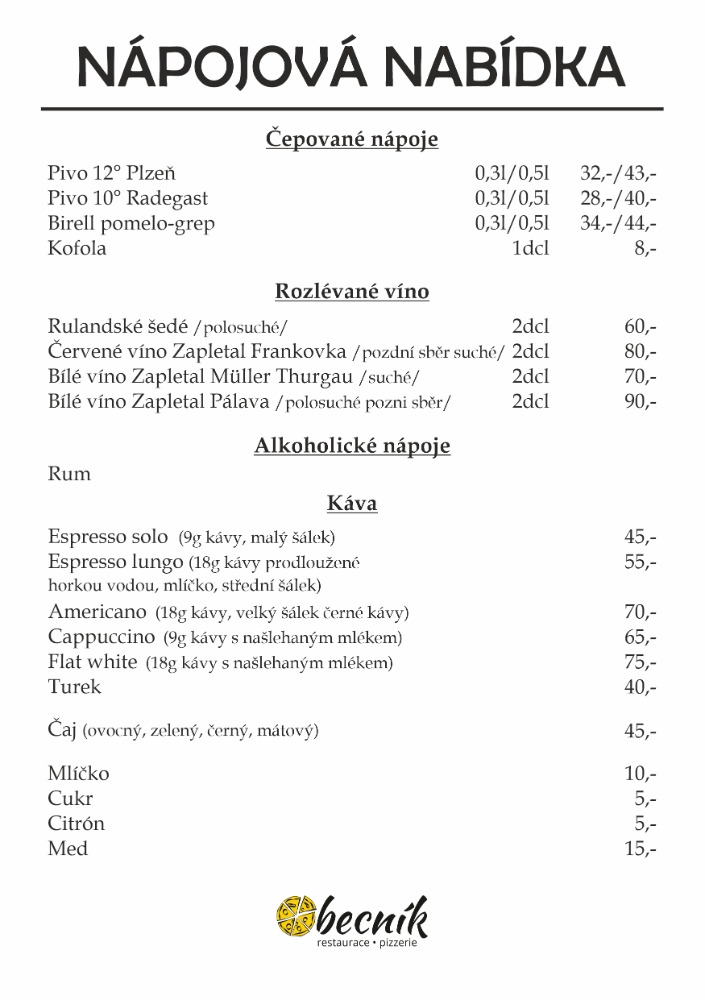 NÁPOJOVÁ NABÍDKA
Čepované nápoje
Pivo 12° Plzeň 0,3l/0,5l 32,-/43,-
Pivo 10° Radegast 0,3l/0,5l 28,-/40,-
Birell pomelo-grep 0,3l/0,5l 34,-/44,-
Kofola 1dcl 8,-
Rozlévané víno
Rulandské šedé /polosuché/ 2dcl 60,-
Červené víno Zapletal Frankovka /pozdní sběr suché/ 2dcl 80,-
Bílé víno Zapletal Müller Thurgau /suché/ 2dcl 70,-
Bílé víno Zapletal Pálava /polosuché pozni sběr/ 2dcl 90,-
Alkoholické nápoje
Rum
Káva
Espresso solo (9g kávy, malý šálek) 45,-
Espresso lungo (18g kávy prodloužené 55,-
horkou vodou, mlíčko, střední šálek)
Americano (18g kávy, velký šálek černé kávy) 70,-
Cappuccino (9g kávy s našlehaným mlékem) 65,-
Flat white (18g kávy s našlehaným mlékem) 75,-
Turek 40,-
Čaj (ovocný, zelený, černý, mátový) 45,-
Mlíčko 10,-
Cukr 5,-
Citrón 5,-
Med 15,-
Obecník
restaurace • pizzerie